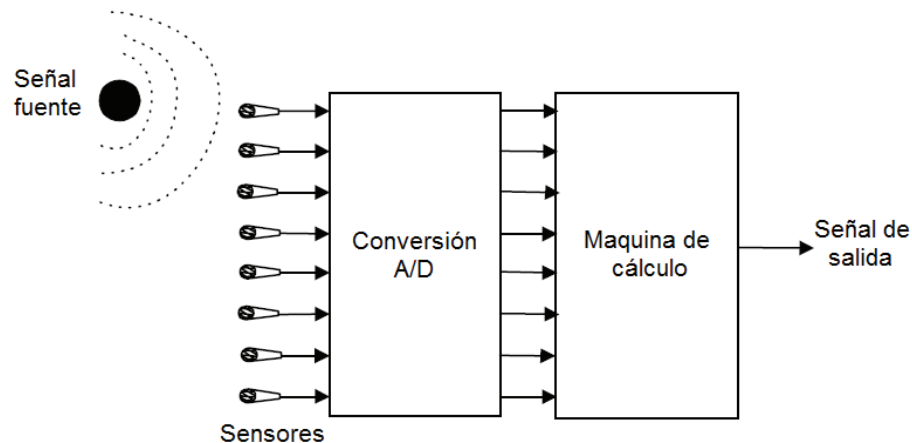 Señal
fuente
Conversión
A/D
Maquina de
cálculo
Señal de
salida
Sensores